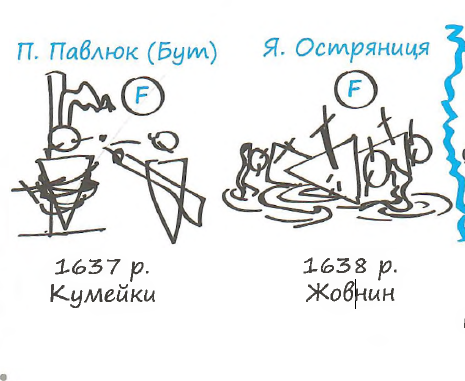 П. Павлюк (Бут)
F
1637 р.
Кумейки
Я. Остряниця
F
1638 р.
Жовнин